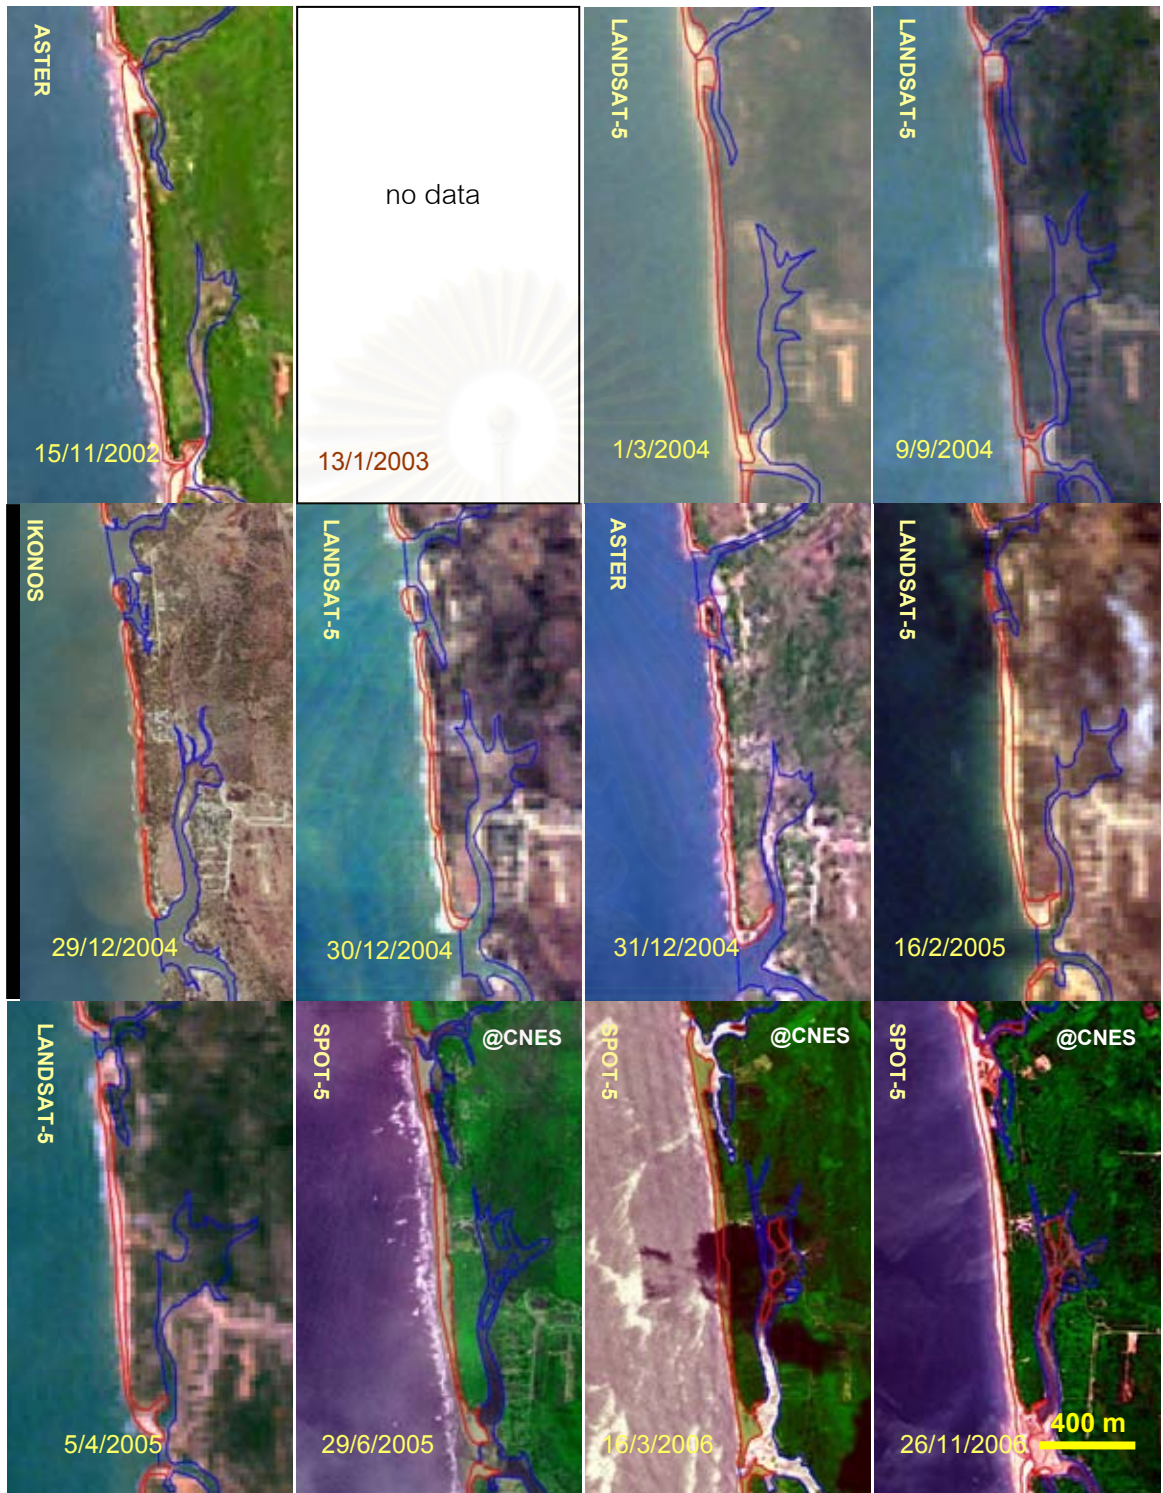 ASTER
15/11/2002
no data
13/1/2003
LANDSAT-5
1/3/2004
LANDSAT-5
9/9/2004
IKONOS
29/12/2004
LANDSAT-5
30/12/2004
ASTER
31/12/2004
LANDSAT-5
16/2/2005
LANDSAT-5
5/4/2005
SPOT-5
@CNES
29/6/2005
SPOT-5
@CNES
16/3/2006
SPOT-5
@CNES
400 m
26/11/2006